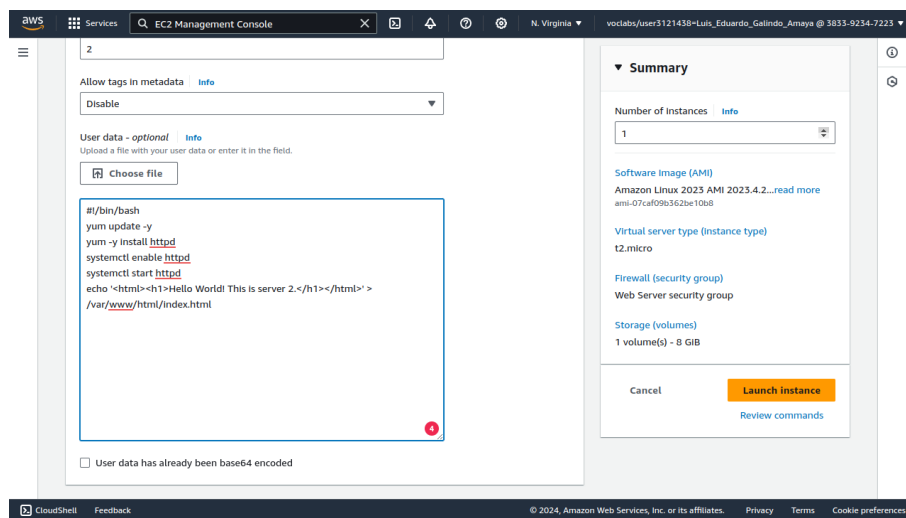 aws
Services
EC2 Management Console
N. Virginia
voclabs/user3121438=Luis_Eduardo_Galindo_Amaya @ 3833-9234-7223
2
Allow tags in metadata Info
Disable
User data - optional Info
Upload a file with your user data or enter it in the field.
Choose file
#!/bin/bash
yum update -y
yum -y install httpd
systemctl enable httpd
systemctl start httpd
echo '<html><h1>Hello World! This is server 2.</h1></html>' >
/var/www/html/index.html
4
User data has already been base64 encoded
Summary
Number of instances Info
1
Software Image (AMI)
Amazon Linux 2023 AMI 2023.4.2...read more
ami-07caf09b362be10b8
Virtual server type (instance type)
t2.micro
Firewall (security group)
Web Server security group
Storage (volumes)
1 volume(s) - 8 GiB
Cancel
Launch instance
Review commands
CloudShell Feedback
© 2024, Amazon Web Services, Inc. or its affiliates. Privacy Terms Cookie preferences